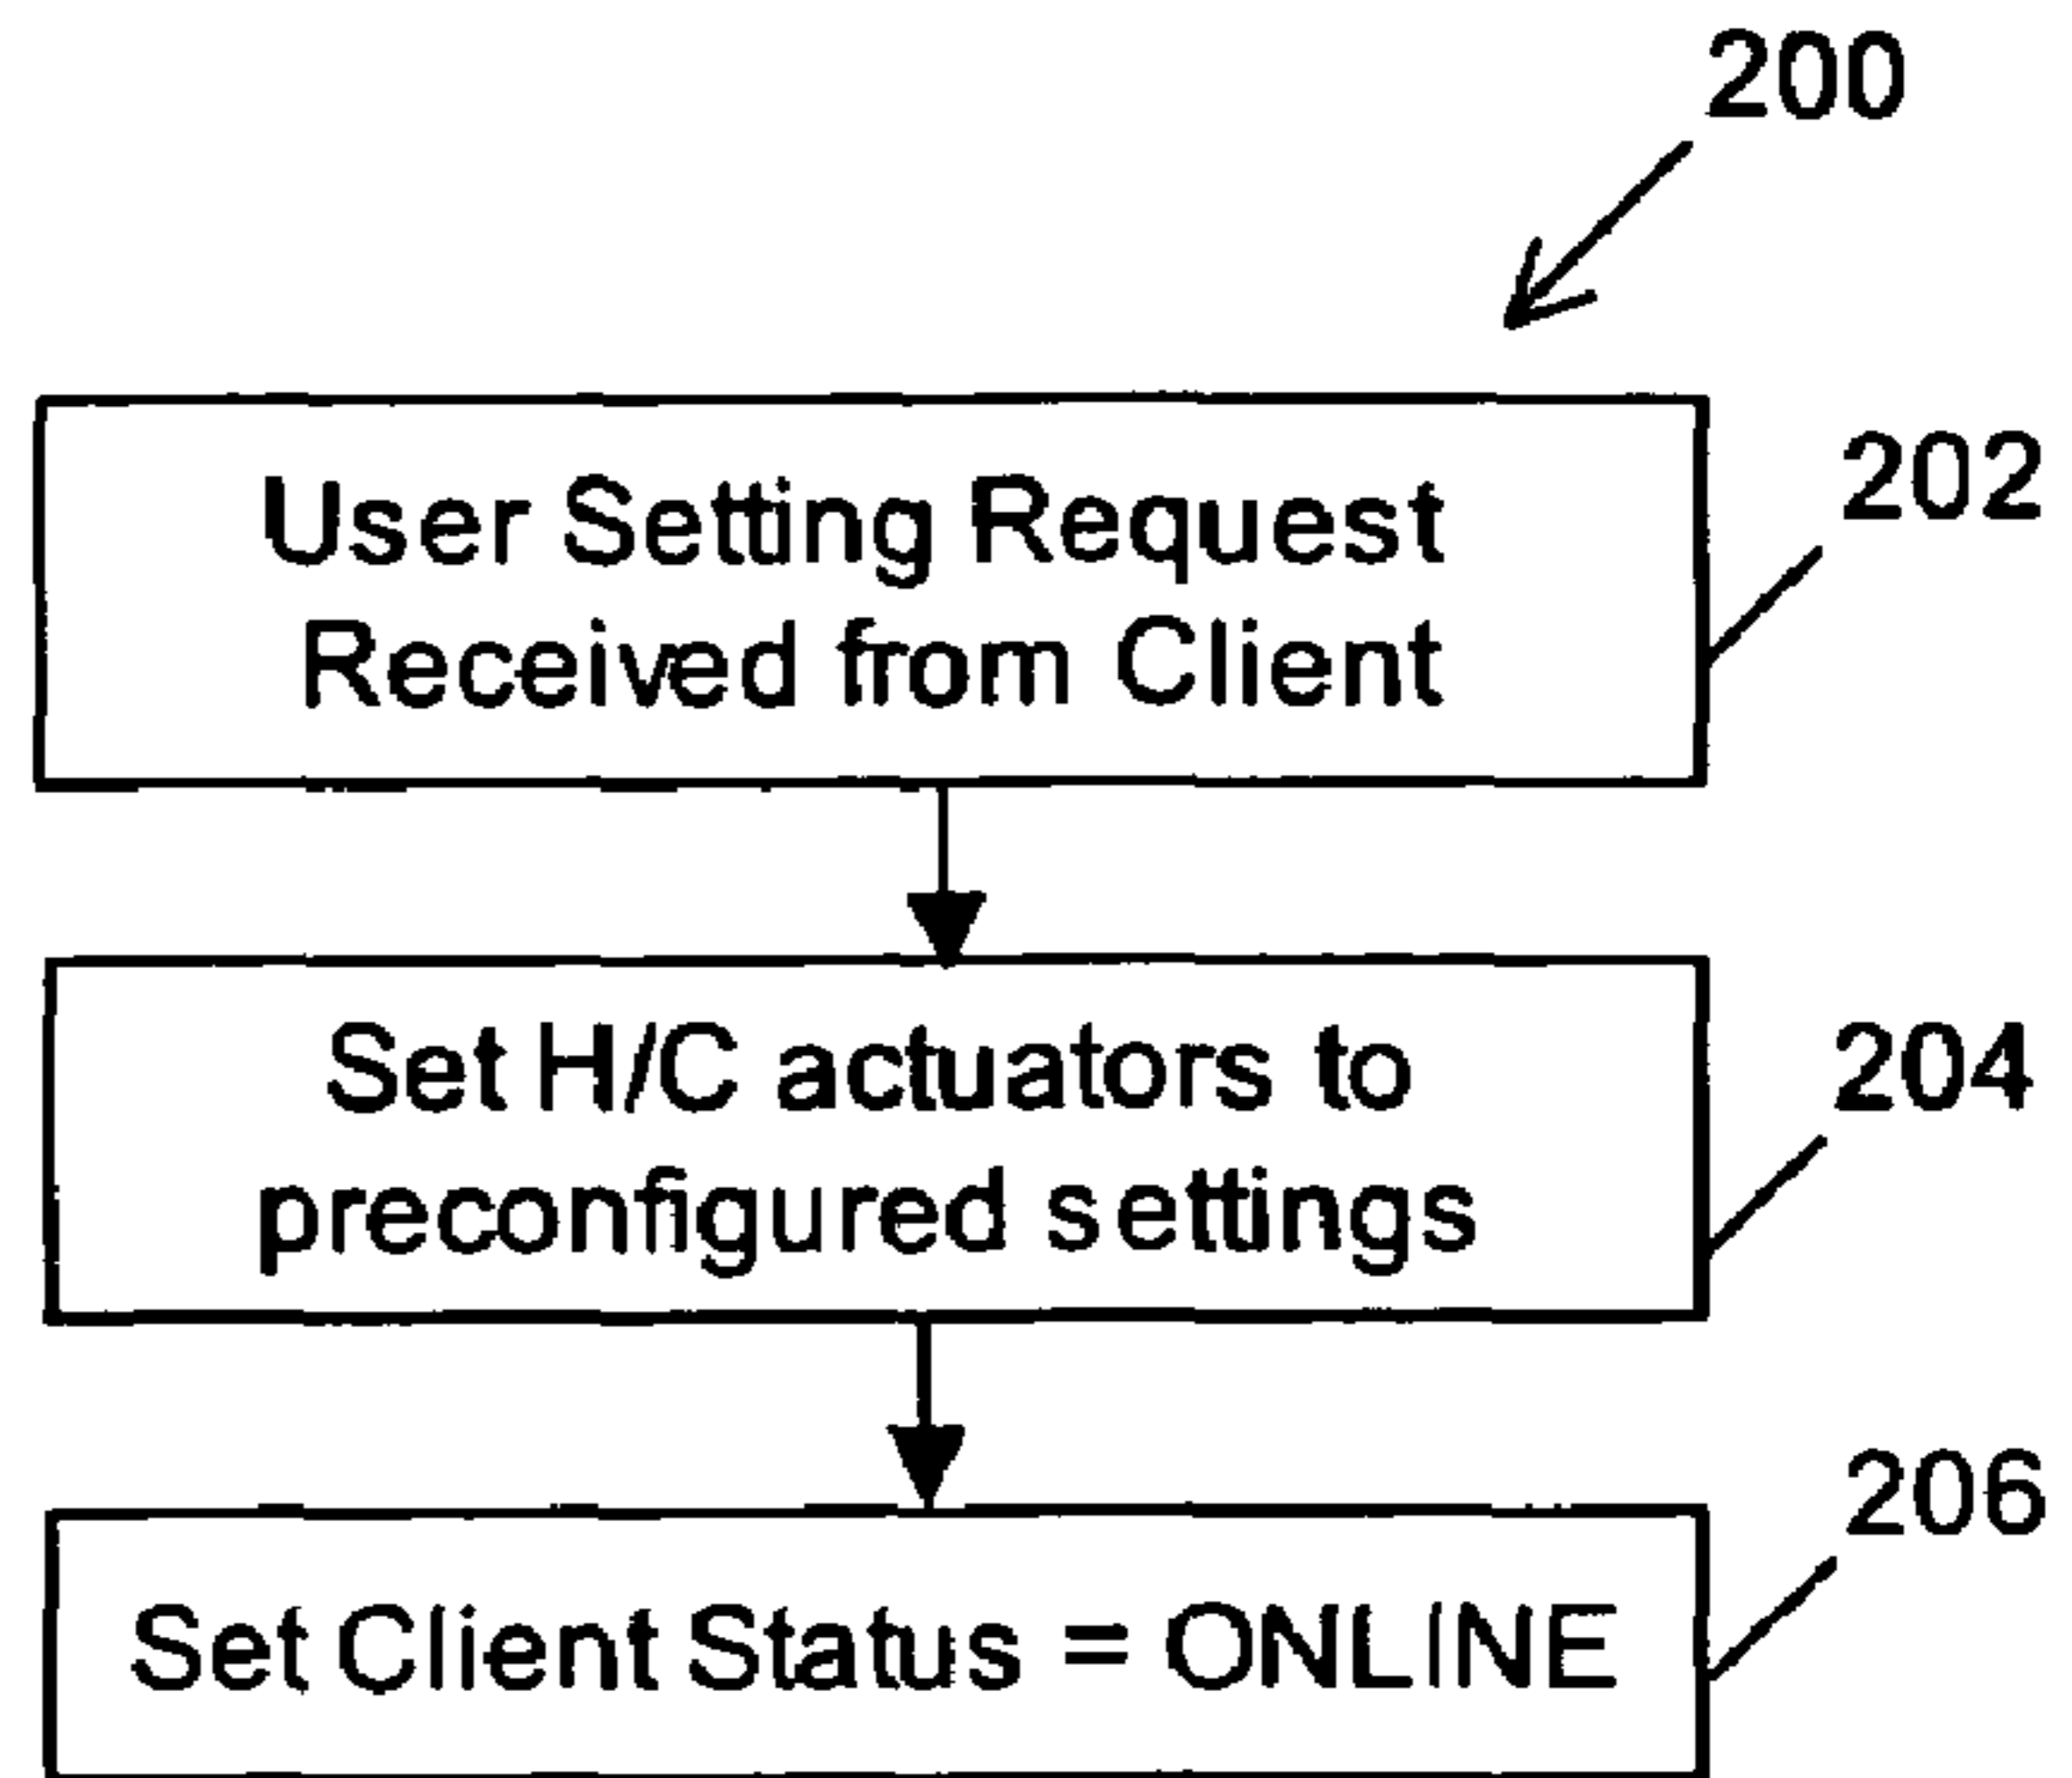 200
User Setting Request
Received from Client
202
Set H/C actuators to
preconfigured settings
204
Set Client Status = ONLINE
206